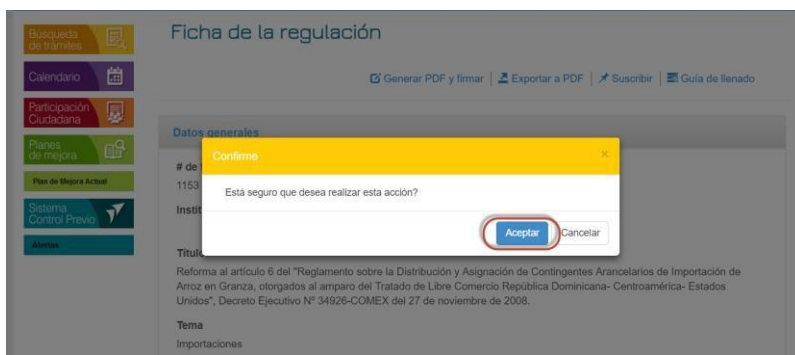 Búsqueda
de trámites
Calendario
Participación
Ciudadana
Planes
de mejora
Plan de Mejora Actual
Sistema
Control Previo
Alertas
Ficha de la regulación
Generar PDF y firmar | Exportar a PDF | Suscribir | Guía de llenado
Datos generales
Confirme ×
# de
1153
Está seguro que desea realizar esta acción?
Instit
Aceptar Cancelar
Título
Reforma al artículo 6 del "Reglamento sobre la Distribución y Asignación de Contingentes Arancelarios de Importación de
Arroz en Granza, otorgados al amparo del Tratado de Libre Comercio República Dominicana- Centroamérica- Estados
Unidos", Decreto Ejecutivo Nº 34926-COMEX del 27 de noviembre de 2008.
Tema
Importaciones